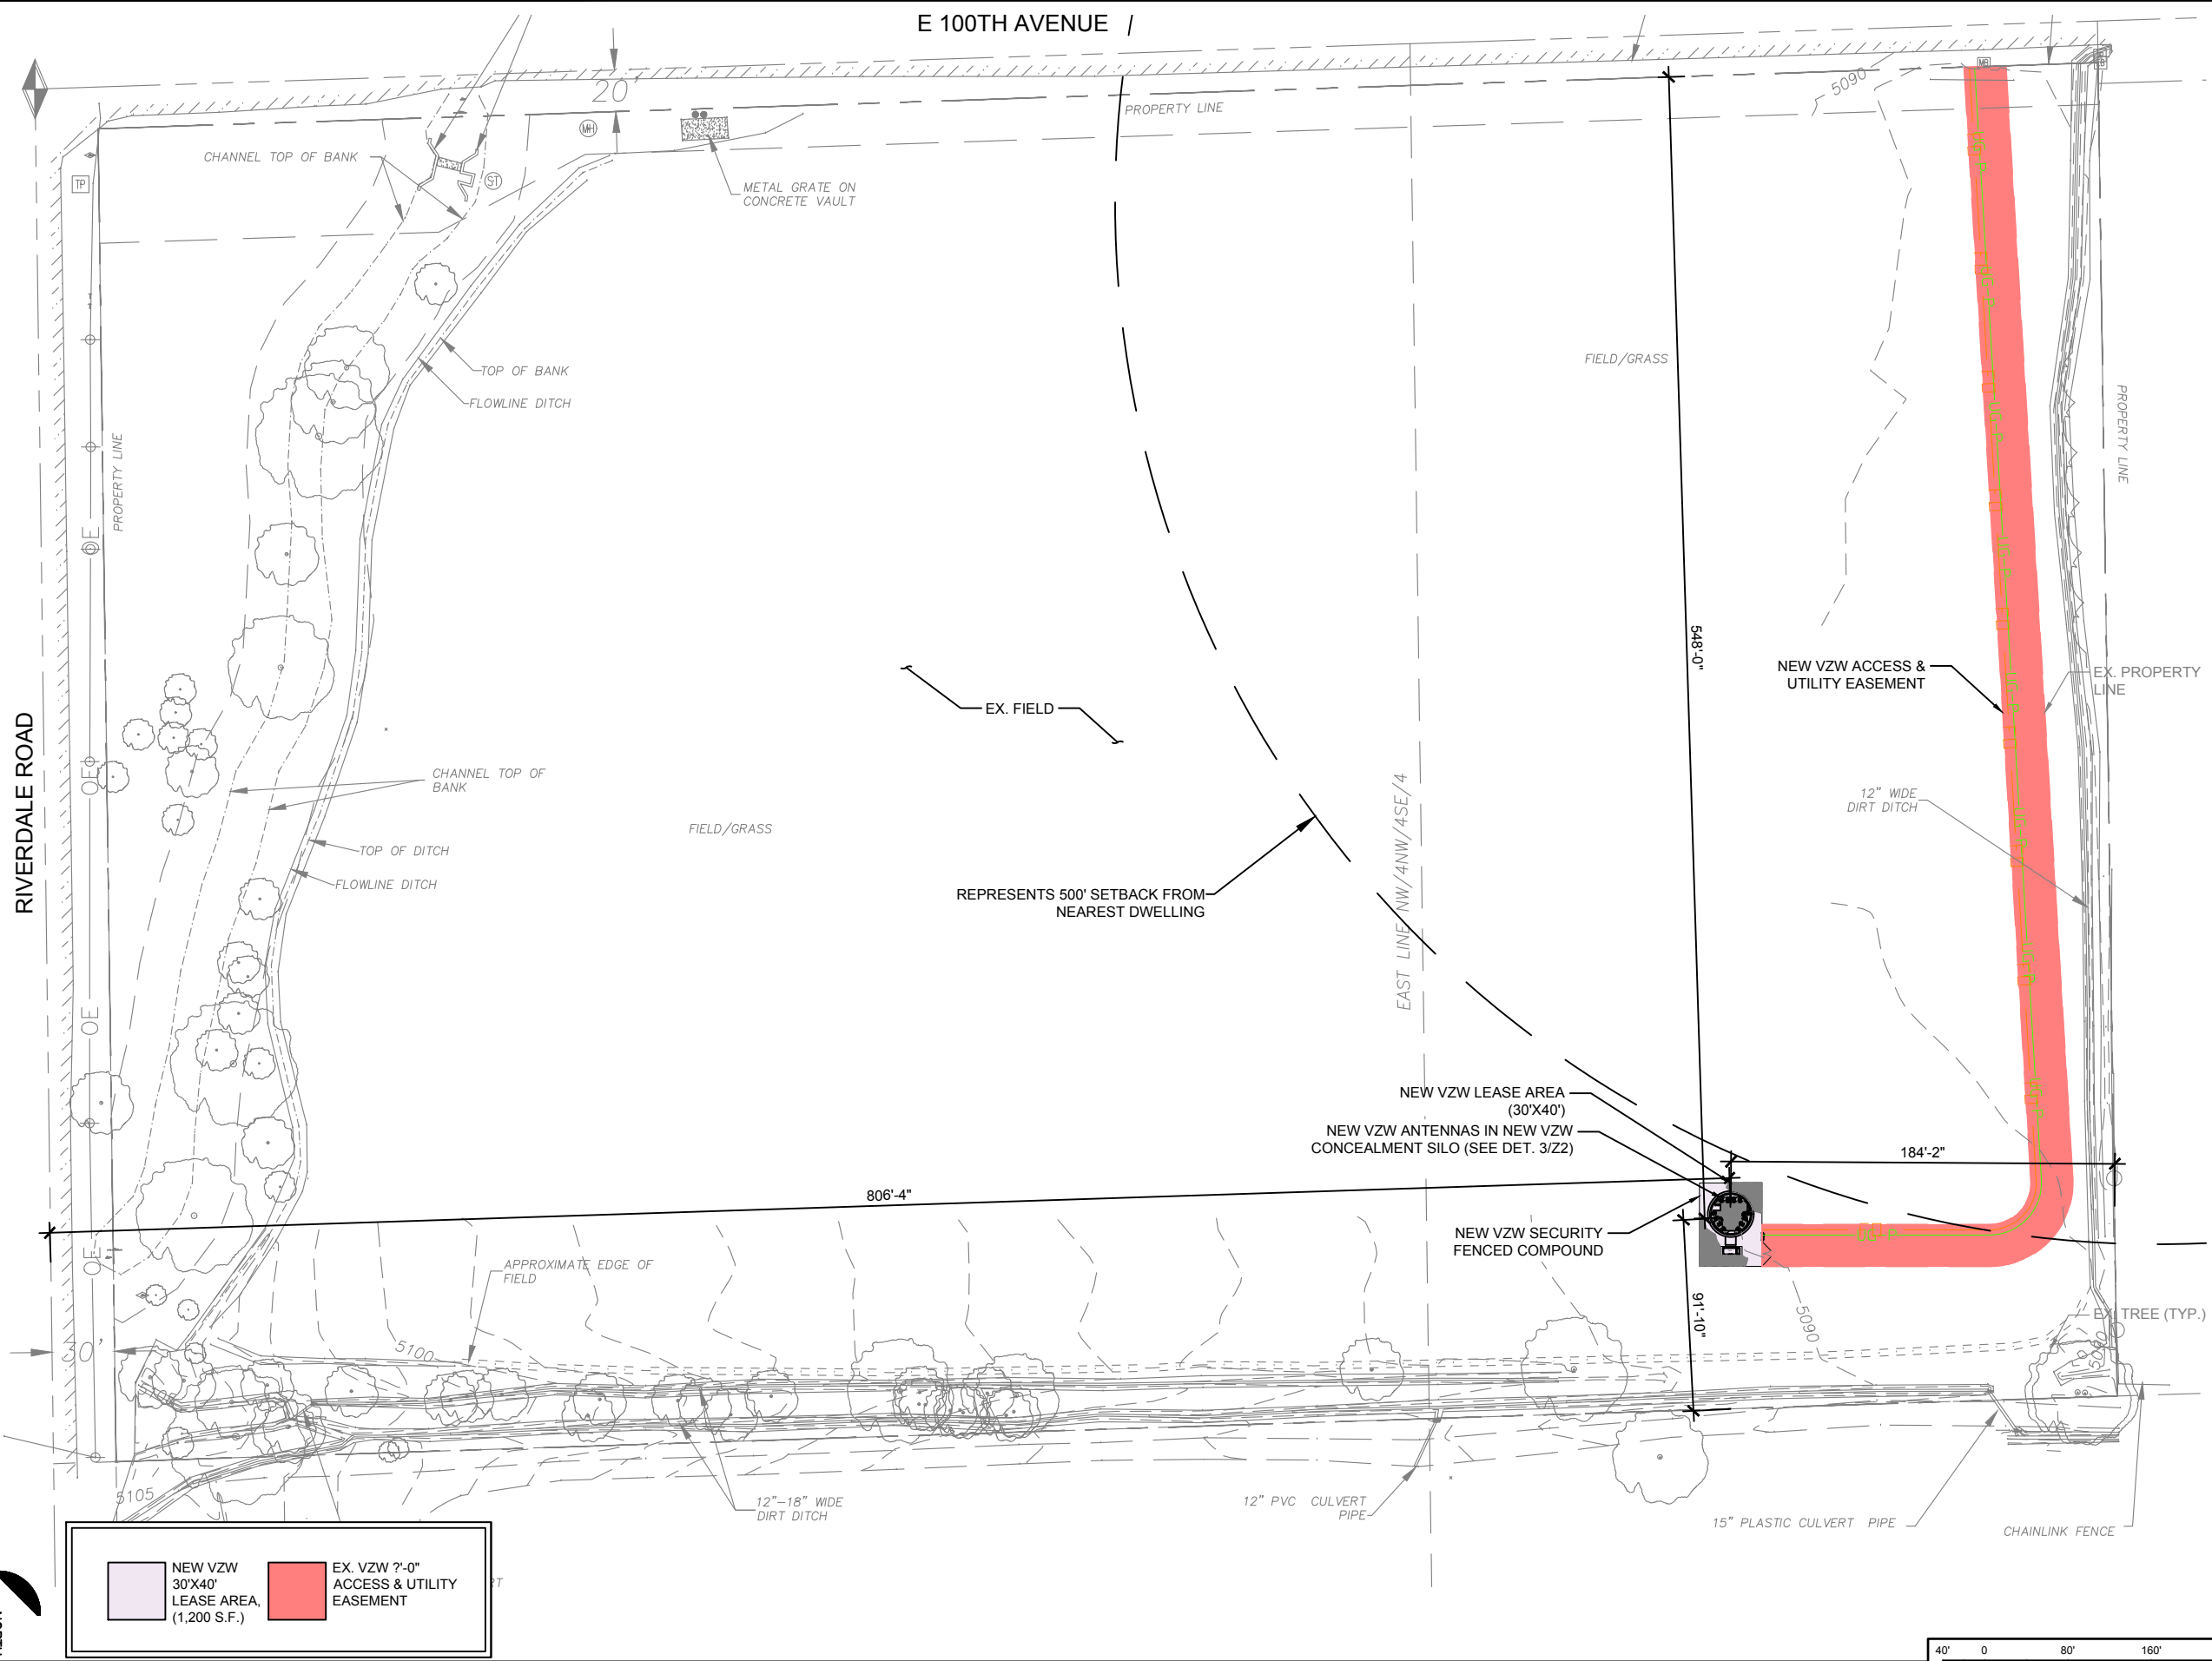 E 100TH AVENUE
20'
5090
MB
PROPERTY LINE
MH
CHANNEL TOP OF BANK
TP
ST
METAL GRATE ON
CONCRETE VAULT
FIELD/GRASS
TOP OF BANK
FLOWLINE DITCH
PROPERTY LINE
PROPERTY LINE
OE
548'-0"
NEW VZW ACCESS &
UTILITY EASEMENT
EX. PROPERTY
LINE
EX. FIELD
RIVERDALE ROAD
OE
CHANNEL TOP OF
BANK
EAST LINE NW/4NW/4SE/4
12" WIDE
DIRT DITCH
FIELD/GRASS
TOP OF DITCH
FLOWLINE DITCH
REPRESENTS 500' SETBACK FROM
NEAREST DWELLING
OE
NEW VZW LEASE AREA
(30'X40')
NEW VZW ANTENNAS IN NEW VZW
CONCEALMENT SILO (SEE DET. 3/Z2)
184'-2"
806'-4"
NEW VZW SECURITY
FENCED COMPOUND
OE
APPROXIMATE EDGE OF
FIELD
91'-10"
5090
EX. TREE (TYP.)
30'
5100
5090
5105
12"-18" WIDE
DIRT DITCH
12" PVC CULVERT
PIPE
15" PLASTIC CULVERT PIPE
CHAINLINK FENCE
NEW VZW
30'X40'
LEASE AREA,
(1,200 S.F.)
EX. VZW ?'-0"
ACCESS & UTILITY
EASEMENT
40' 0 80' 160'